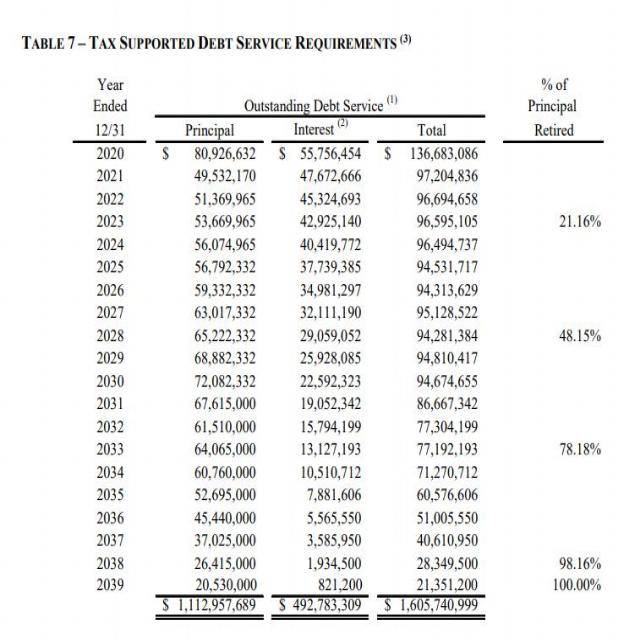 TABLE 7 – TAX SUPPORTED DEBT SERVICE REQUIREMENTS (3)
Year % of
Ended Outstanding Debt Service (1) Principal
12/31 Principal Interest (2) Total Retired
2020 $ 80,926,632 $ 55,756,454 $ 136,683,086
2021 49,532,170 47,672,666 97,204,836
2022 51,369,965 45,324,693 96,694,658
2023 53,669,965 42,925,140 96,595,105 21.16%
2024 56,074,965 40,419,772 96,494,737
2025 56,792,332 37,739,385 94,531,717
2026 59,332,332 34,981,297 94,313,629
2027 63,017,332 32,111,190 95,128,522
2028 65,222,332 29,059,052 94,281,384 48.15%
2029 68,882,332 25,928,085 94,810,417
2030 72,082,332 22,592,323 94,674,655
2031 67,615,000 19,052,342 86,667,342
2032 61,510,000 15,794,199 77,304,199
2033 64,065,000 13,127,193 77,192,193 78.18%
2034 60,760,000 10,510,712 71,270,712
2035 52,695,000 7,881,606 60,576,606
2036 45,440,000 5,565,550 51,005,550
2037 37,025,000 3,585,950 40,610,950
2038 26,415,000 1,934,500 28,349,500 98.16%
2039 20,530,000 821,200 21,351,200 100.00%
$ 1,112,957,689 $ 492,783,309 $ 1,605,740,999